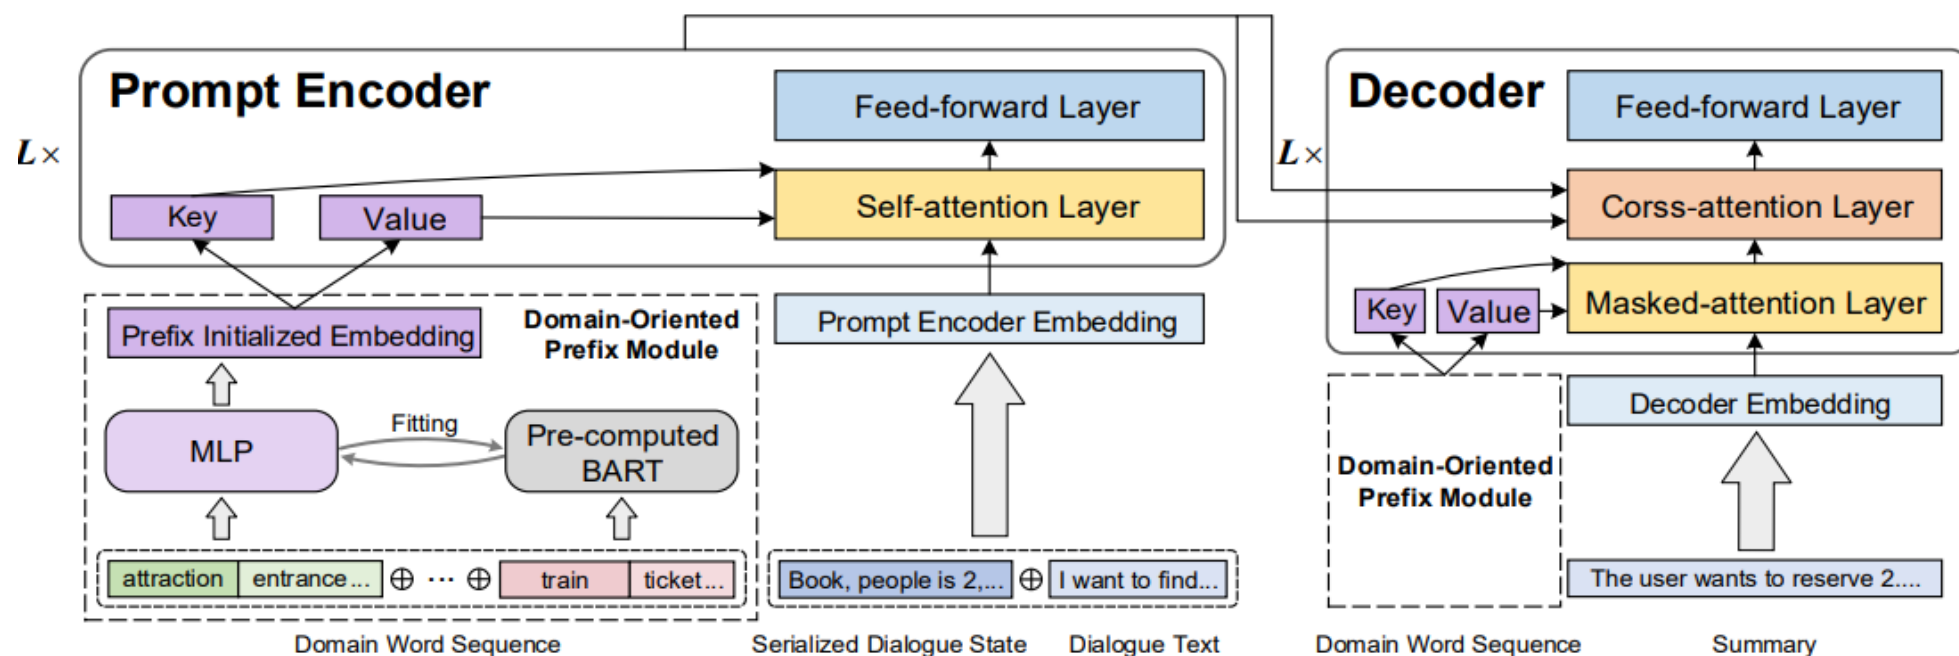 Prompt Encoder
L×
Feed-forward Layer
Self-attention Layer
Key
Value
Prefix Initialized Embedding
Domain-Oriented
Prefix Module
MLP
Fitting
Pre-computed
BART
attraction entrance... ⊕ ... ⊕ train ticket...
Domain Word Sequence
Prompt Encoder Embedding
Book, people is 2,... ⊕ I want to find...
Serialized Dialogue State
Dialogue Text
Decoder
L×
Feed-forward Layer
Corss-attention Layer
Masked-attention Layer
Key
Value
Decoder Embedding
Domain-Oriented
Prefix Module
The user wants to reserve 2....
Domain Word Sequence
Summary